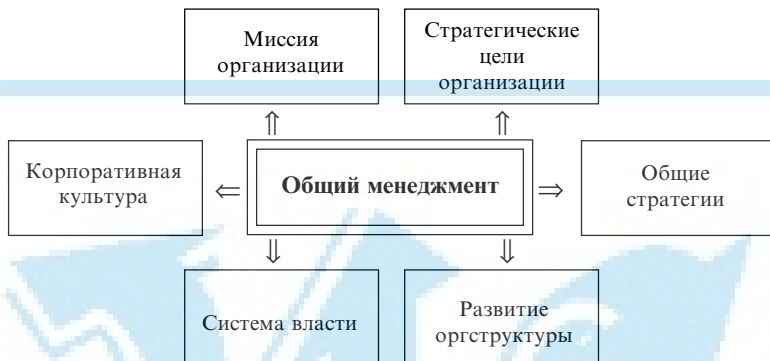 Миссия
организации
Стратегические
цели
организации
Корпоративная
культура
⇐
Общий менеджмент
⇒
Общие
стратегии
Система власти
Развитие
оргструктуры